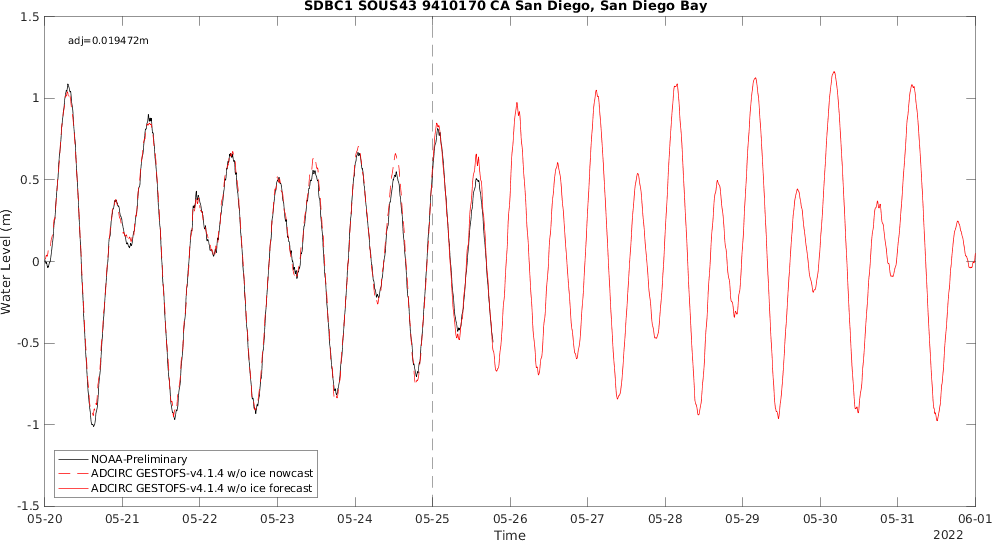 SDBC1 SOUS43 9410170 CA San Diego, San Diego Bay
adj=0.019472m
Water Level (m)
1.5
1
0.5
0
-0.5
-1
-1.5
NOAA-Preliminary
ADCIRC GESTOFS-v4.1.4 w/o ice nowcast
ADCIRC GESTOFS-v4.1.4 w/o ice forecast
05-20 05-21 05-22 05-23 05-24 05-25 05-26 05-27 05-28 05-29 05-30 05-31 06-01
Time
2022